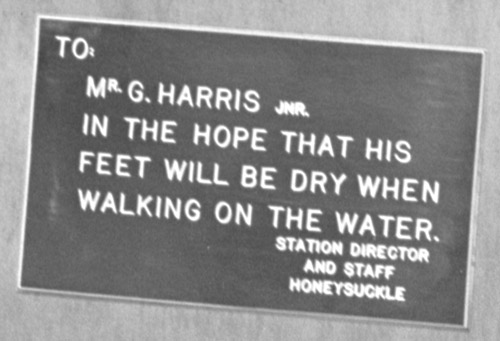 TO:
MR. G. HARRIS JNR.
IN THE HOPE THAT HIS
FEET WILL BE DRY WHEN
WALKING ON THE WATER.
STATION DIRECTOR
AND STAFF
HONEYSUCKLE